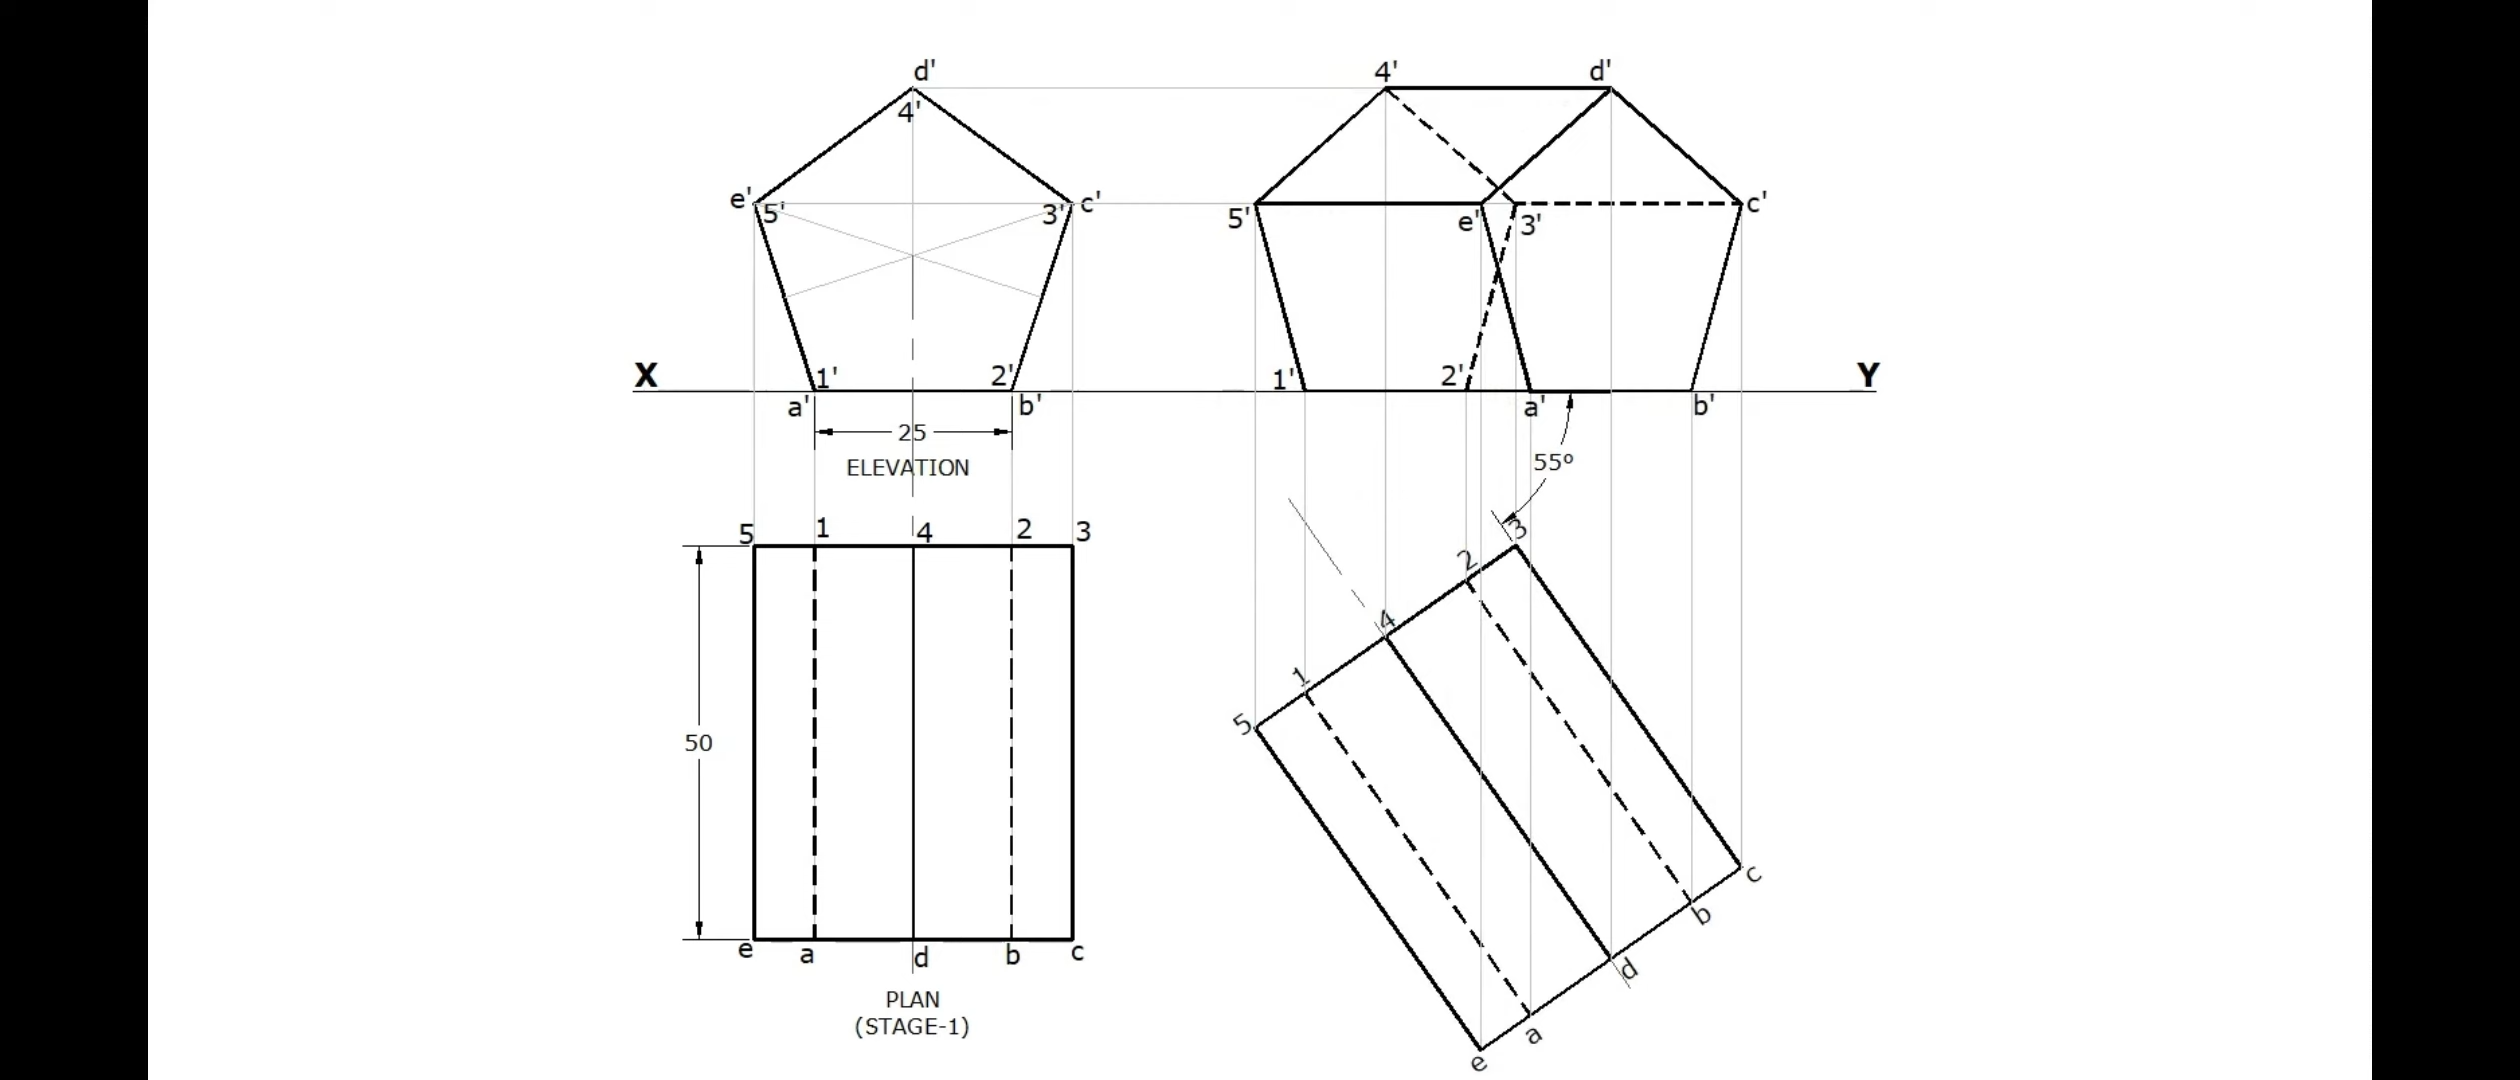 d' 4' d'
4'
e' 5' 3' c' 5' e' 3' c'
X 1' 2' 1' 2' Y
a' b' a' b'
25
ELEVATION 55º
5 1 4 2 3 3
2
4
1
5
50
c
b
e a d b c d
PLAN
(STAGE-1) a
e